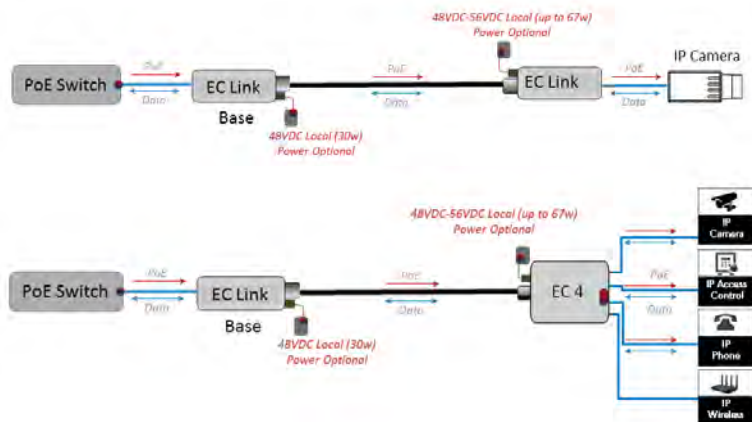 48VDC-56VDC Local (up to 67w)
Power Optional
IP Camera
PoE
PoE
PoE
PoE Switch
EC Link
EC Link
Data
Data
Data
Base
48VDC Local (30w)
Power Optional
48VDC-56VDC Local (up to 67w)
Power Optional
IP
Camera
PoE
PoE
PoE
PoE Switch
EC Link
EC 4
IP Access
Control
Data
Data
Data
Base
48VDC Local (30w)
Power Optional
IP
Phone
IP
Wireless